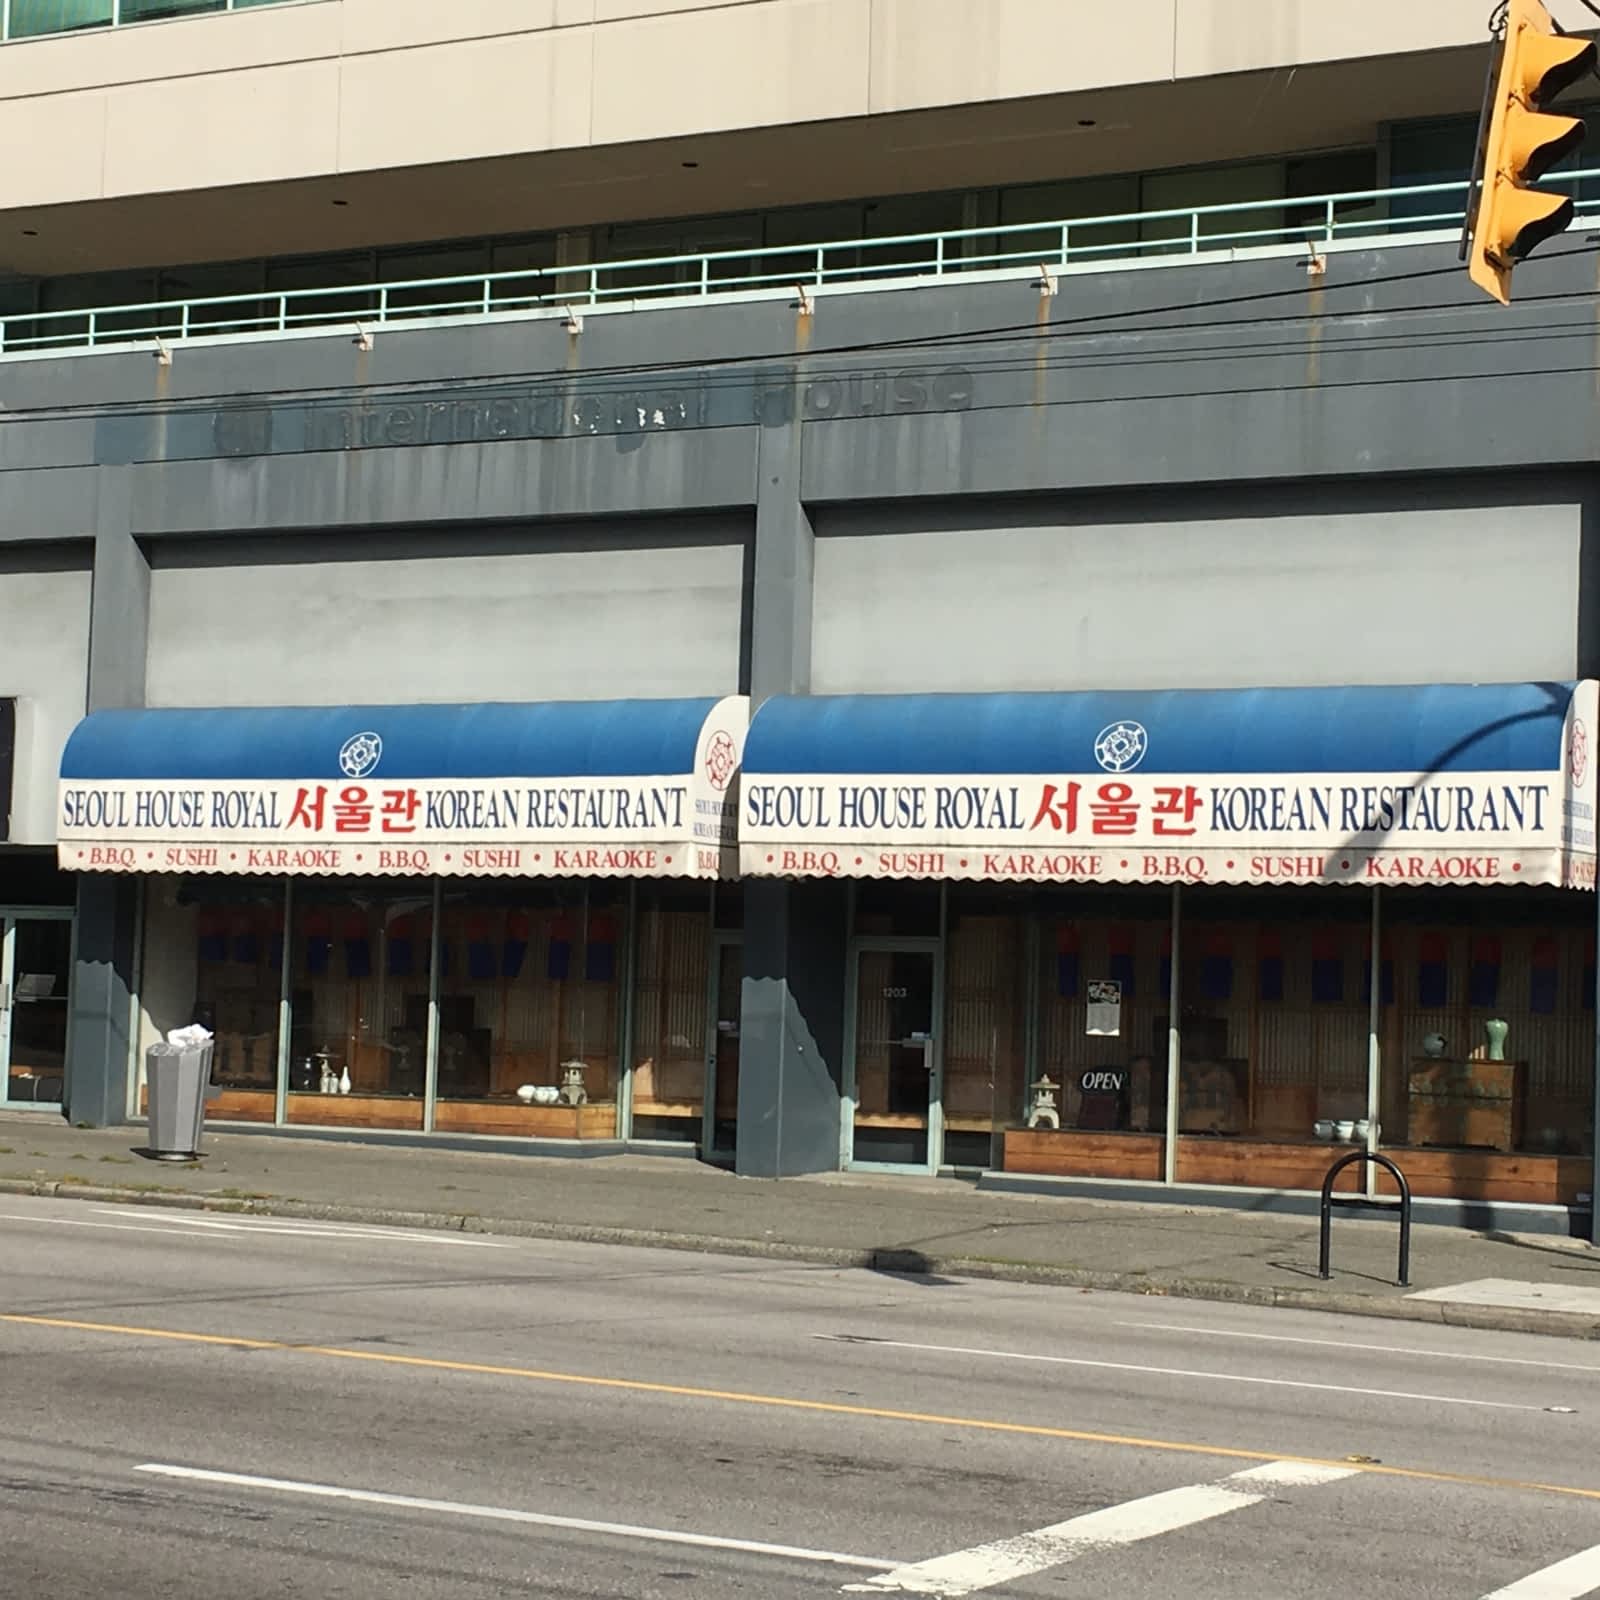 International House
SEOUL HOUSE ROYAL 서울관 KOREAN RESTAURANT
• B.B.Q. • SUSHI • KARAOKE • B.B.Q. • SUSHI • KARAOKE •
SEOUL HOUSE ROYAL 서울관 KOREAN RESTAURANT
• B.B.Q. • SUSHI • KARAOKE • B.B.Q. • SUSHI • KARAOKE •
1203
OPEN